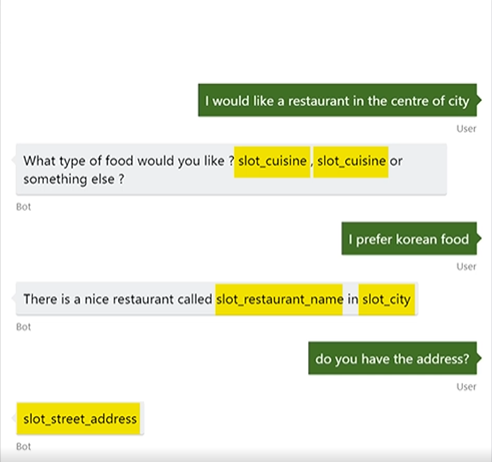 I would like a restaurant in the centre of city
User
What type of food would you like ? slot_cuisine , slot_cuisine or
something else ?
Bot
I prefer korean food
User
There is a nice restaurant called slot_restaurant_name in slot_city
Bot
do you have the address?
User
slot_street_address
Bot